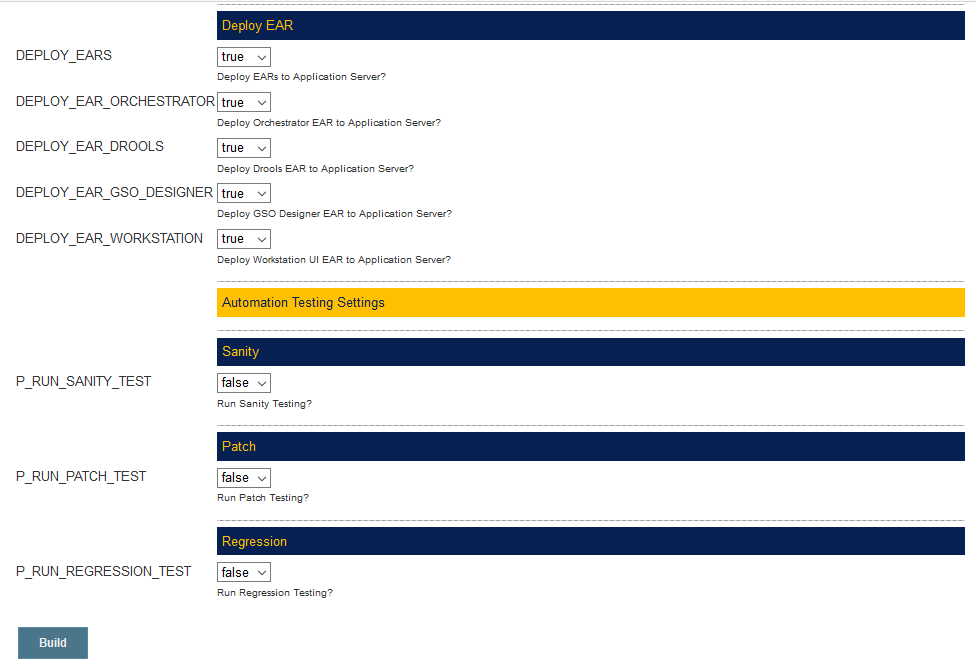 Deploy EAR
DEPLOY_EARS
true
Deploy EARs to Application Server?
DEPLOY_EAR_ORCHESTRATOR
true
Deploy Orchestrator EAR to Application Server?
DEPLOY_EAR_DROOLS
true
Deploy Drools EAR to Application Server?
DEPLOY_EAR_GSO_DESIGNER
true
Deploy GSO Designer EAR to Application Server?
DEPLOY_EAR_WORKSTATION
true
Deploy Workstation UI EAR to Application Server?
Automation Testing Settings
Sanity
P_RUN_SANITY_TEST
false
Run Sanity Testing?
Patch
P_RUN_PATCH_TEST
false
Run Patch Testing?
Regression
P_RUN_REGRESSION_TEST
false
Run Regression Testing?
Build